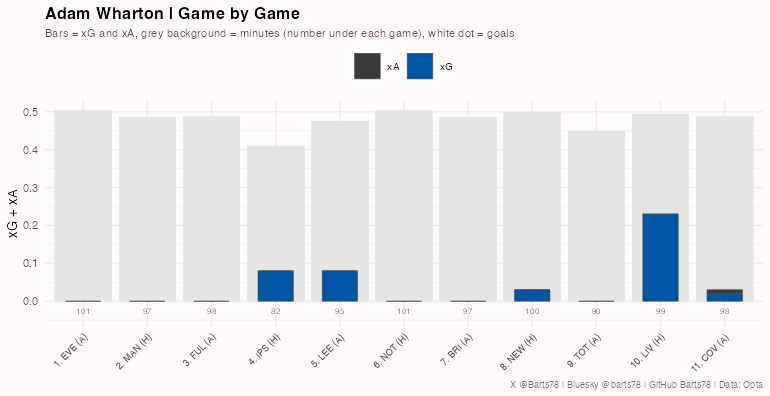 Adam Wharton | Game by Game
Bars = xG and xA, grey background = minutes (number under each game), white dot = goals
xA xG
XG + XA
0.5
0.4
0.3
0.2
0.1
0.0
101 97 98 82 95 101 97 100 90 99 98
1. EVE (A)
2. MAN (H)
3. FUL (A)
4. IPS (H)
5. LEE (A)
6. NOT (H)
7. BRI (A)
8. NEW (H)
9. TOT (A)
10. LIV (H)
11. COV (A)
X @Barts78 | Bluesky @barts78 | GitHub Barts78 | Data: Opta